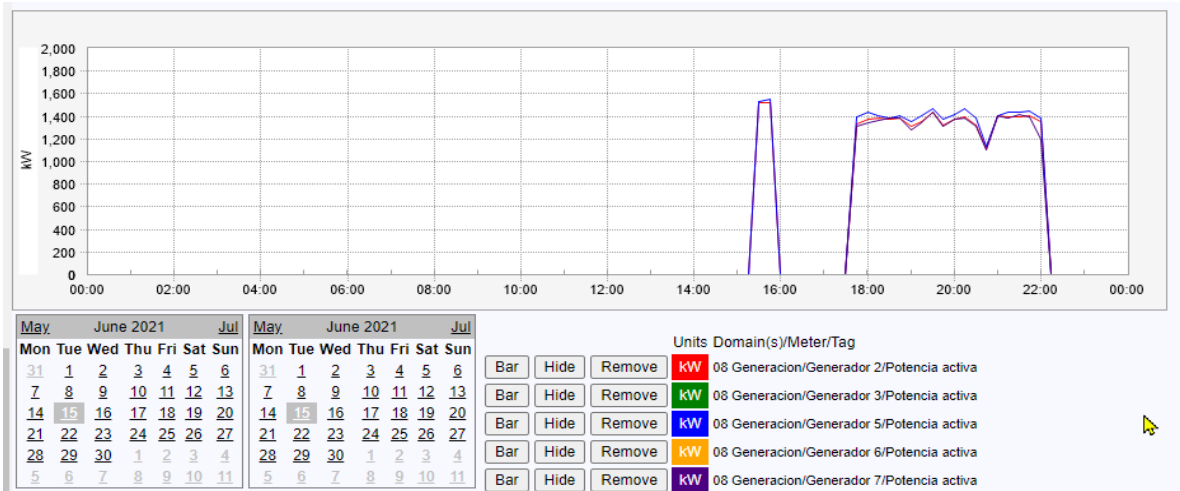 2,000
1,800
1,600
1,400
1,200
1,000
800
600
400
200
0
kW
00:00 02:00 04:00 06:00 08:00 10:00 12:00 14:00 16:00 18:00 20:00 22:00 00:00
May June 2021 Jul
Mon Tue Wed Thu Fri Sat Sun
31 1 2 3 4 5 6
7 8 9 10 11 12 13
14 15 16 17 18 19 20
21 22 23 24 25 26 27
28 29 30 1 2 3 4
5 6 7 8 9 10 11
May June 2021 Jul
Mon Tue Wed Thu Fri Sat Sun
31 1 2 3 4 5 6
7 8 9 10 11 12 13
14 15 16 17 18 19 20
21 22 23 24 25 26 27
28 29 30 1 2 3 4
5 6 7 8 9 10 11
Units Domain(s)/Meter/Tag
Bar Hide Remove kW 08 Generacion/Generador 2/Potencia activa
Bar Hide Remove kW 08 Generacion/Generador 3/Potencia activa
Bar Hide Remove kW 08 Generacion/Generador 5/Potencia activa
Bar Hide Remove kW 08 Generacion/Generador 6/Potencia activa
Bar Hide Remove kW 08 Generacion/Generador 7/Potencia activa